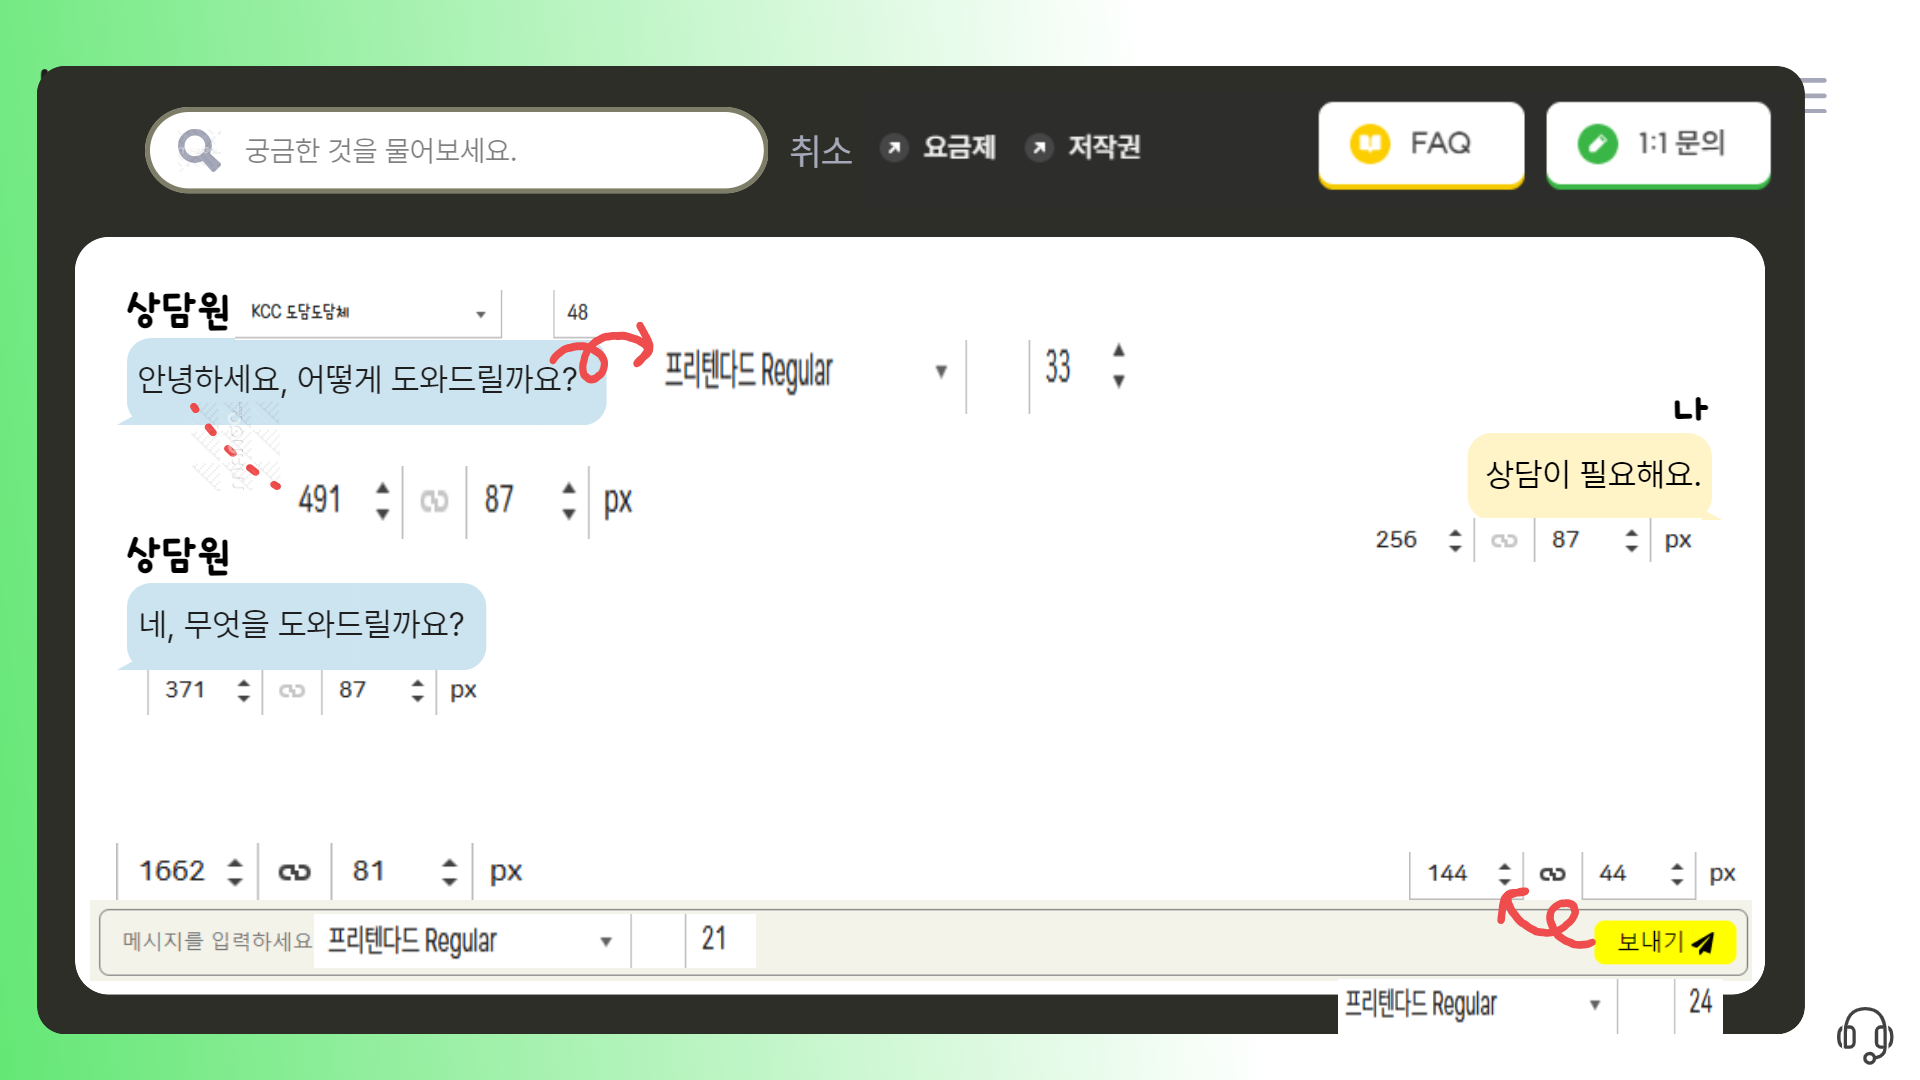 궁금한 것을 물어보세요.
취소
요금제
저작권
FAQ
1:1 문의
상담원
KCC 도담도담체
48
안녕하세요, 어떻게 도와드릴까요?
프리텐다드 Regular
33
나
상담이 필요해요.
491
87
px
256
87
px
상담원
네, 무엇을 도와드릴까요?
371
87
px
1662
81
px
144
44
px
메시지를 입력하세요
프리텐다드 Regular
21
보내기
프리텐다드 Regular
24